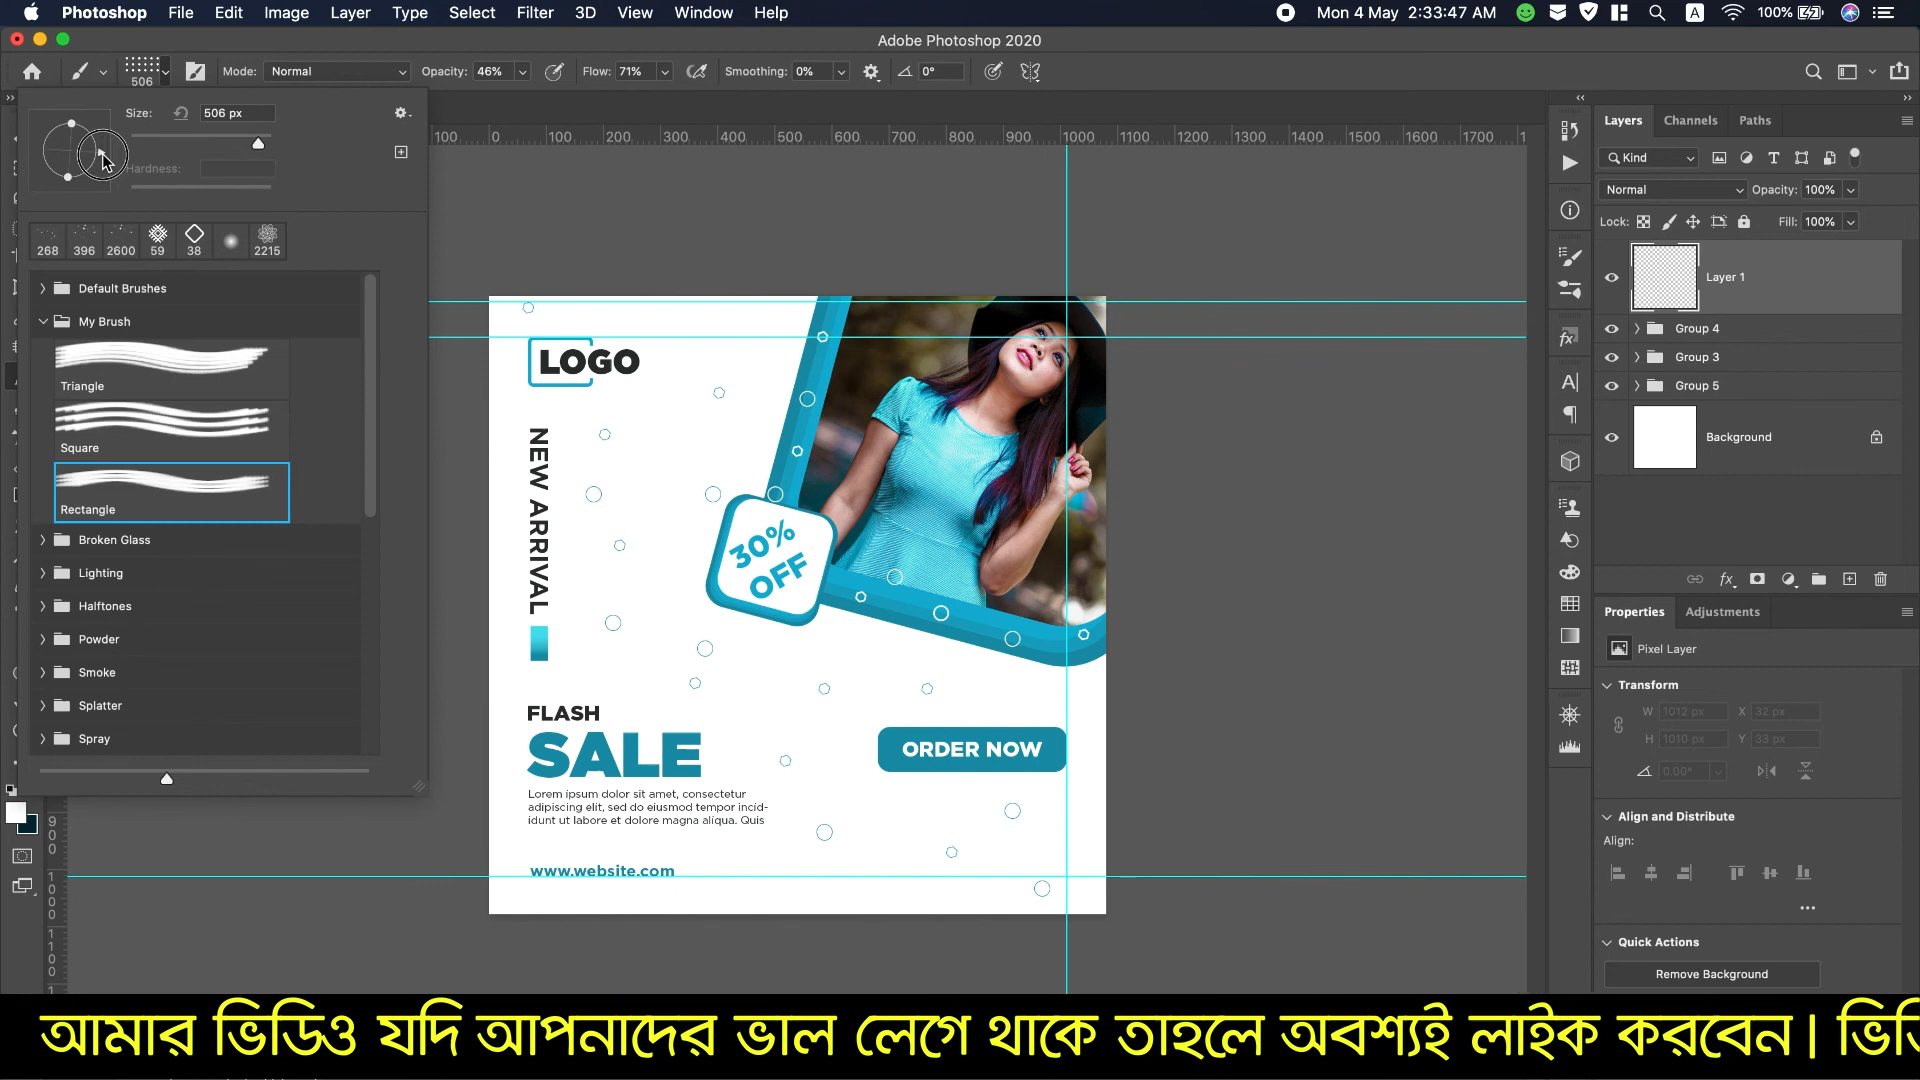 Photoshop File Edit Image Layer Type Select Filter 3D View Window Help
Mon 4 May 2:33:47 AM A 100%
Adobe Photoshop 2020
506 Mode: Normal Opacity: 46% Flow: 71% Smoothing: 0% 0°
Size: 506 px
Hardness:
268 396 2600 59 38 2215
Default Brushes
My Brush
Triangle
Square
Rectangle
Broken Glass
Lighting
Halftones
Powder
Smoke
Splatter
Spray
100 0 100 200 300 400 500 600 700 800 900 1000 1100 1200 1300 1400 1500 1600 1700 1
900
1000
1100
1
LOGO
NEW ARRIVAL
30%
OFF
FLASH
SALE
ORDER NOW
Lorem ipsum dolor sit amet, consectetur
adipiscing elit, sed do eiusmod tempor incid-
idunt ut labore et dolore magna aliqua. Quis
www.website.com
Layers Channels Paths
Kind
Normal Opacity: 100%
Lock: Fill: 100%
Layer 1
Group 4
Group 3
Group 5
Background
Properties Adjustments
Pixel Layer
Transform
W 1012 px X 32 px
H 1010 px Y 33 px
0.00°
Align and Distribute
Align:
Quick Actions
Remove Background
আমার ভিডিও যদি আপনাদের ভাল লেগে থাকে তাহলে অবশ্যই লাইক করবেন। ভিডি